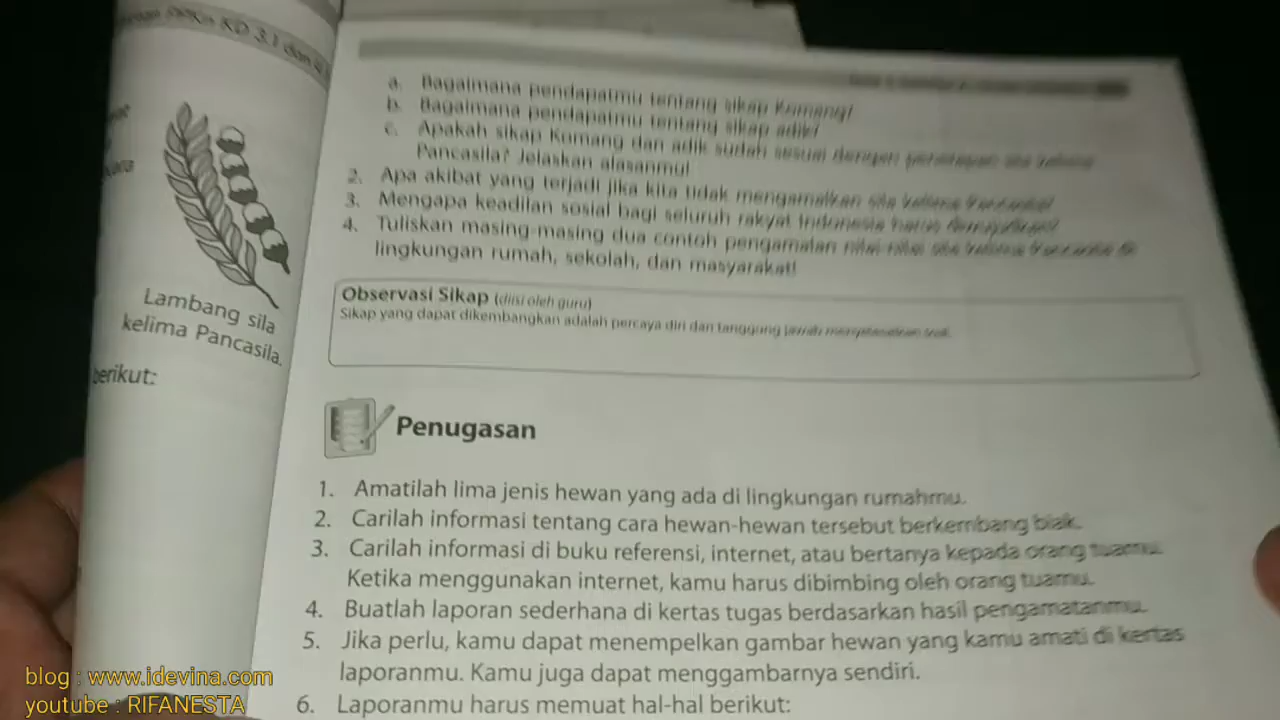 KD 3.1 dan
Lambang sila
kelima Pancasila.
berikut:
a. Bagaimana pendapatmu tentang sikap Komang?
b. Bagaimana pendapatmu tentang sikap adik?
c. Apakah sikap Komang dan adik sudah sesuai dengan
Pancasila? Jelaskan alasanmu!
2. Apa akibat yang terjadi jika kita tidak mengamalkan sila kelima Pancasila?
3. Mengapa keadilan sosial bagi seluruh rakyat Indonesia harus
4. Tuliskan masing-masing dua contoh pengamalan nilai-nilai sila kelima Pancasila di
lingkungan rumah, sekolah, dan masyarakat!
Observasi Sikap (diisi oleh guru)
Sikap yang dapat dikembangkan adalah percaya diri dan tanggung
Penugasan
1. Amatilah lima jenis hewan yang ada di lingkungan rumahmu.
2. Carilah informasi tentang cara hewan-hewan tersebut berkembang biak.
3. Carilah informasi di buku referensi, internet, atau bertanya kepada orang tuamu.
Ketika menggunakan internet, kamu harus dibimbing oleh orang tuamu.
4. Buatlah laporan sederhana di kertas tugas berdasarkan hasil pengamatanmu.
5. Jika perlu, kamu dapat menempelkan gambar hewan yang kamu amati di kertas
laporanmu. Kamu juga dapat menggambarnya sendiri.
6. Laporanmu harus memuat hal-hal berikut:
blog : www.idevina.com
youtube : RIFANESTA